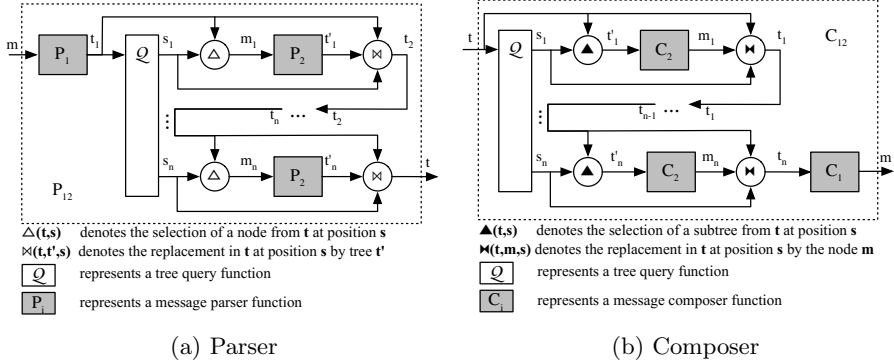 m P₁ t₁ Q s₁ △ m₁ P₂ t'₁ ⋈ t₂
⋮ tₙ ... t₂
sₙ △ mₙ P₂ t'ₙ ⋈ t
P₁₂
△(t,s) denotes the selection of a node from t at position s
⋈(t,t',s) denotes the replacement in t at position s by tree t'
Q represents a tree query function
Pᵢ represents a message parser function
(a) Parser
t Q s₁ ▲ t'₁ C₂ m₁ ⧓ t₁ C₁₂
⋮ tₙ₋₁ ... t₁
sₙ ▲ t'ₙ C₂ mₙ ⧓ tₙ C₁ m
▲(t,s) denotes the selection of a subtree from t at position s
⧓(t,m,s) denotes the replacement in t at position s by the node m
Q represents a tree query function
Cᵢ represents a message composer function
(b) Composer